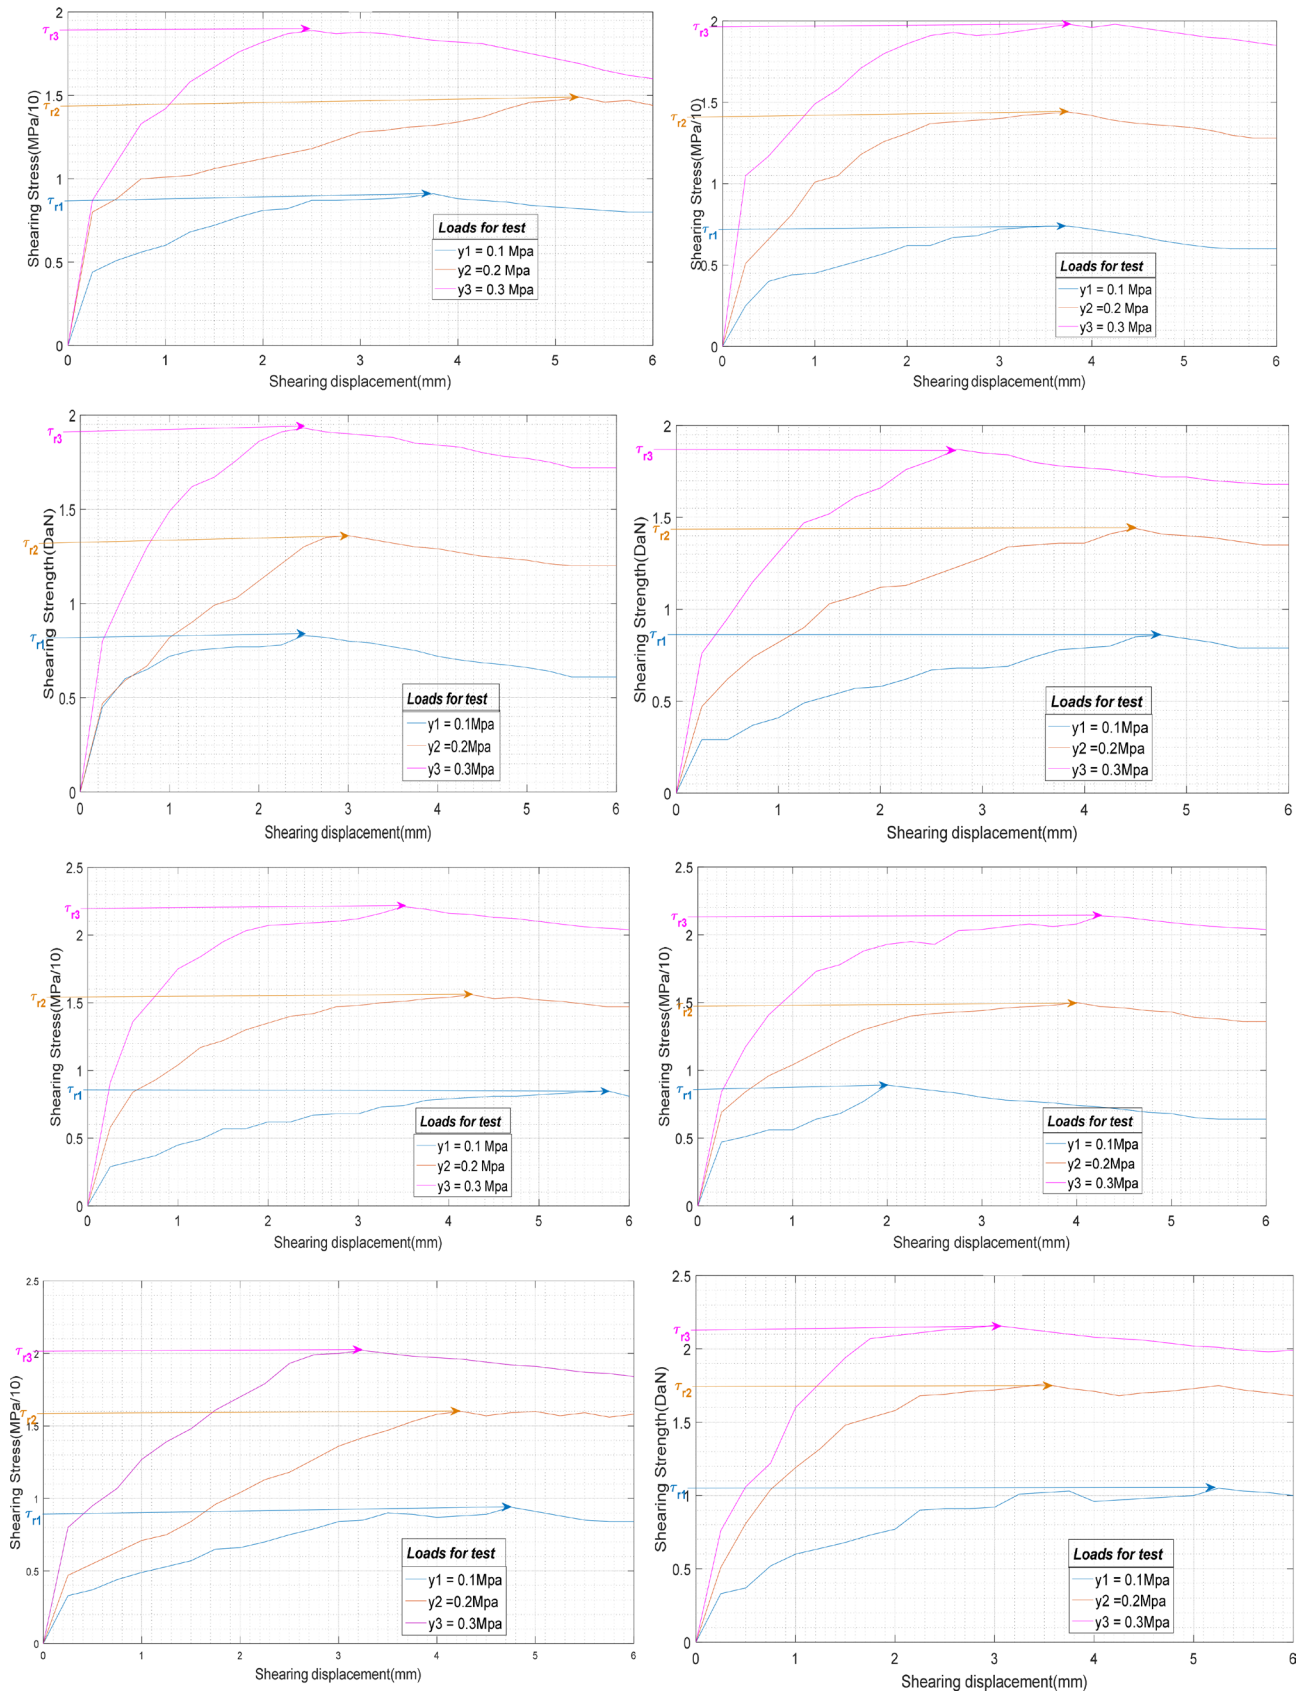 τr3
τr2
τr1
2
1.5
1
0.5
0
Shearing Stress(MPa/10)
Loads for test
y1 = 0.1 Mpa
y2 =0.2 Mpa
y3 = 0.3 Mpa
0 1 2 3 4 5 6
Shearing displacement(mm)
τr3
τr2
τr1
2
1.5
1
0.5
0
Shearing Stress(MPa/10)
Loads for test
y1 = 0.1 Mpa
y2 =0.2 Mpa
y3 = 0.3 Mpa
0 1 2 3 4 5 6
Shearing displacement(mm)
τr3
τr2
τr1
2
1.5
1
0.5
0
Shearing Strength(DaN)
Loads for test
y1 = 0.1Mpa
y2 =0.2Mpa
y3 = 0.3Mpa
0 1 2 3 4 5 6
Shearing displacement(mm)
τr3
τr2
τr1
2
1.5
1
0.5
0
Shearing Strength(DaN)
Loads for test
y1 = 0.1Mpa
y2 =0.2Mpa
y3 = 0.3Mpa
0 1 2 3 4 5 6
Shearing displacement(mm)
τr3
τr2
τr1
2.5
2
1.5
1
0.5
0
Shearing Stress(MPa/10)
Loads for test
y1 = 0.1 Mpa
y2 =0.2 Mpa
y3 = 0.3 Mpa
0 1 2 3 4 5 6
Shearing displacement(mm)
τr3
τr2
τr1
2.5
2
1.5
1
0.5
0
Shearing Stress(MPa/10)
Loads for test
y1 = 0.1Mpa
y2 =0.2Mpa
y3 = 0.3Mpa
0 1 2 3 4 5 6
Shearing displacement(mm)
τr3
τr2
τr1
2.5
2
1.5
1
0.5
0
Shearing Stress(MPa/10)
Loads for test
y1 = 0.1Mpa
y2 =0.2Mpa
y3 = 0.3Mpa
0 1 2 3 4 5 6
Shearing displacement(mm)
τr3
τr2
τr1
2.5
2
1.5
1
0.5
0
Shearing Strength(DaN)
Loads for test
y1 = 0.1Mpa
y2 =0.2Mpa
y3 = 0.3Mpa
0 1 2 3 4 5 6
Shearing displacement(mm)